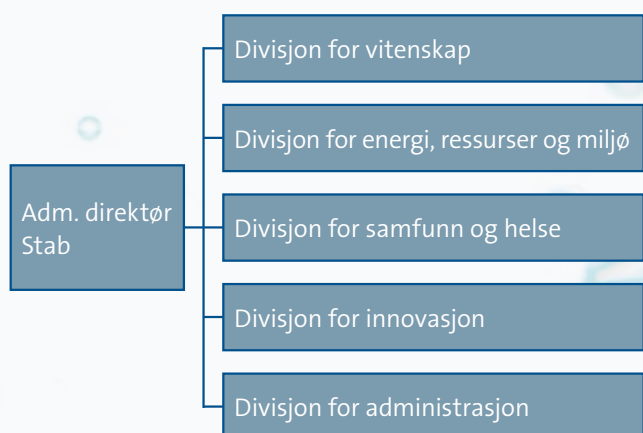 Divisjon for vitenskap
Divisjon for energi, ressurser og miljø
Adm. direktør
Stab
Divisjon for samfunn og helse
Divisjon for innovasjon
Divisjon for administrasjon